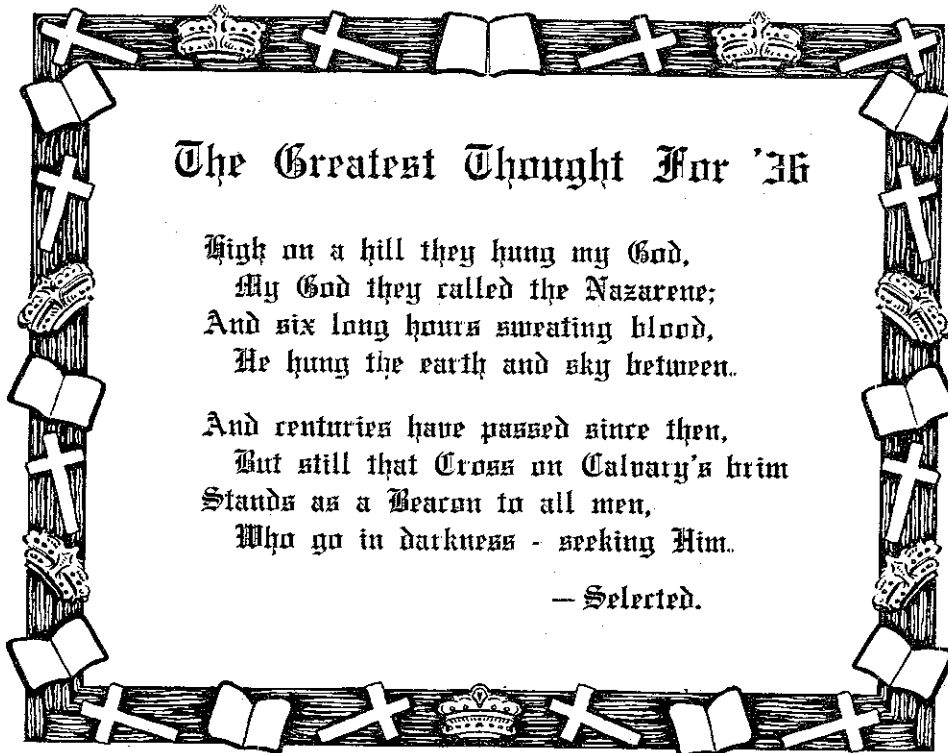 The Greatest Thought For '36
High on a hill they hung my God,
My God they called the Nazarene;
And six long hours sweating blood,
He hung the earth and sky between..
And centuries have passed since then,
But still that Cross on Calvary's brim
Stands as a Beacon to all men,
Who go in darkness - seeking Him..
— Selected.